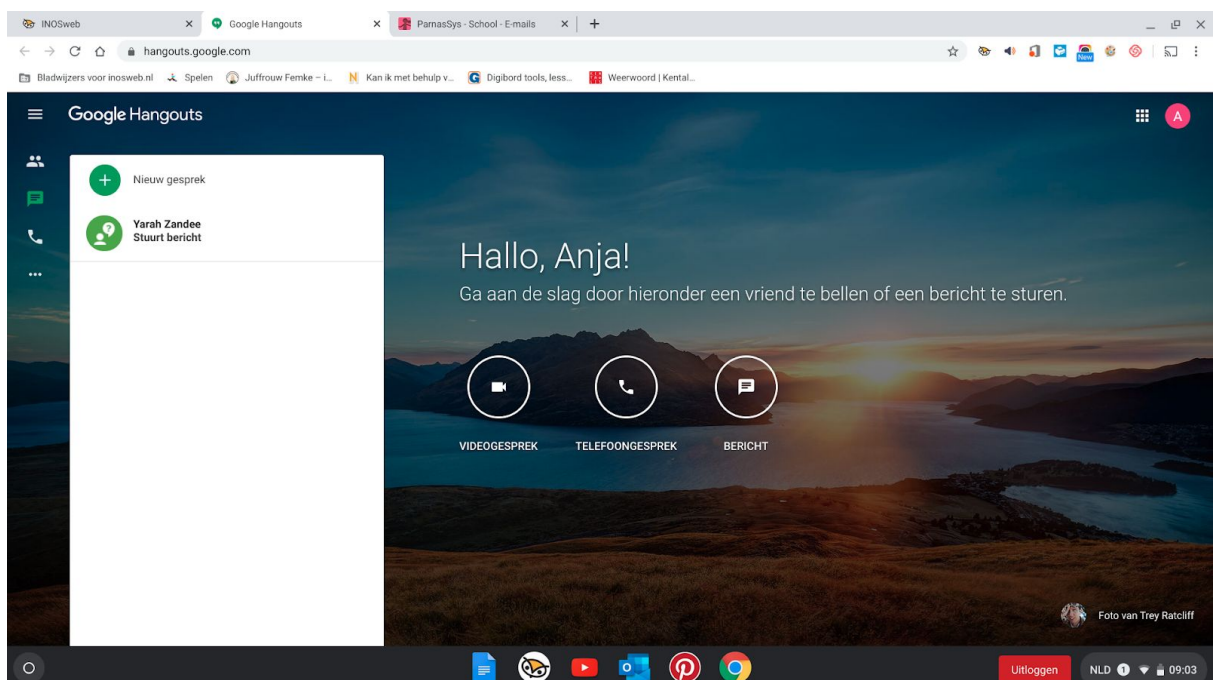 INOSweb
Google Hangouts
ParnasSys - School - E-mails
hangouts.google.com
New
Bladwijzers voor inosweb.nl
Spelen
Juffrouw Femke – i...
Kan ik met behulp v...
Digibord tools, less...
Weerwoord | Kental...
Google Hangouts
A
Nieuw gesprek
Yarah Zandee
Stuurt bericht
Hallo, Anja!
Ga aan de slag door hieronder een vriend te bellen of een bericht te sturen.
VIDEOGESPREK
TELEFOONGESPREK
BERICHT
Foto van Trey Ratcliff
Uitloggen
NLD 1 09:03